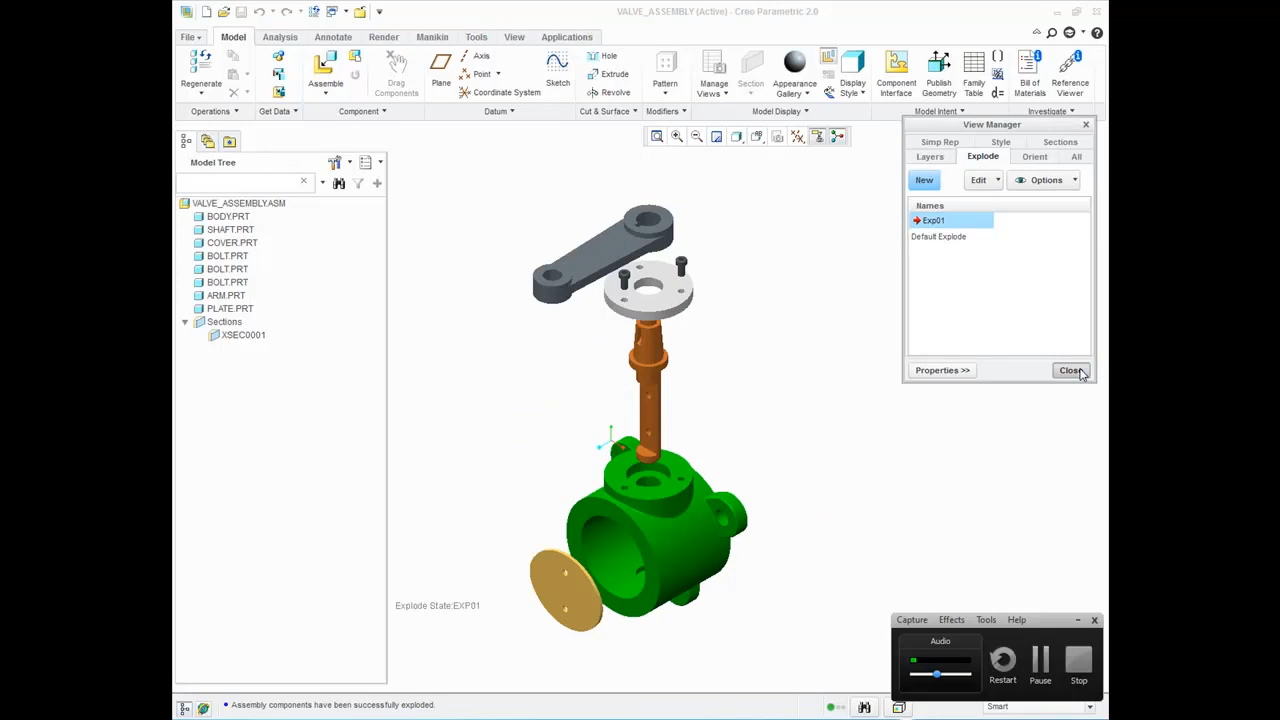 VALVE_ASSEMBLY (Active) - Creo Parametric 2.0
File Model Analysis Annotate Render Manikin Tools View Applications
Regenerate
Assemble
Drag Components
Plane
Axis
Point
Coordinate System
Sketch
Hole
Extrude
Revolve
Pattern
Manage Views
Section
Appearance Gallery
Display Style
Component Interface
Publish Geometry
Family Table
d=
Bill of Materials
Reference Viewer
Operations Get Data Component Datum Cut & Surface Modifiers Model Display Model Intent Investigate
Model Tree
VALVE_ASSEMBLY.ASM
BODY.PRT
SHAFT.PRT
COVER.PRT
BOLT.PRT
BOLT.PRT
BOLT.PRT
ARM.PRT
PLATE.PRT
Sections
XSEC0001
View Manager
Simp Rep Style Sections
Layers Explode Orient All
New Edit Options
Names
Exp01
Default Explode
Properties >> Close
Explode State:EXP01
Capture Effects Tools Help
Audio
Restart Pause Stop
Assembly components have been successfully exploded.
Smart